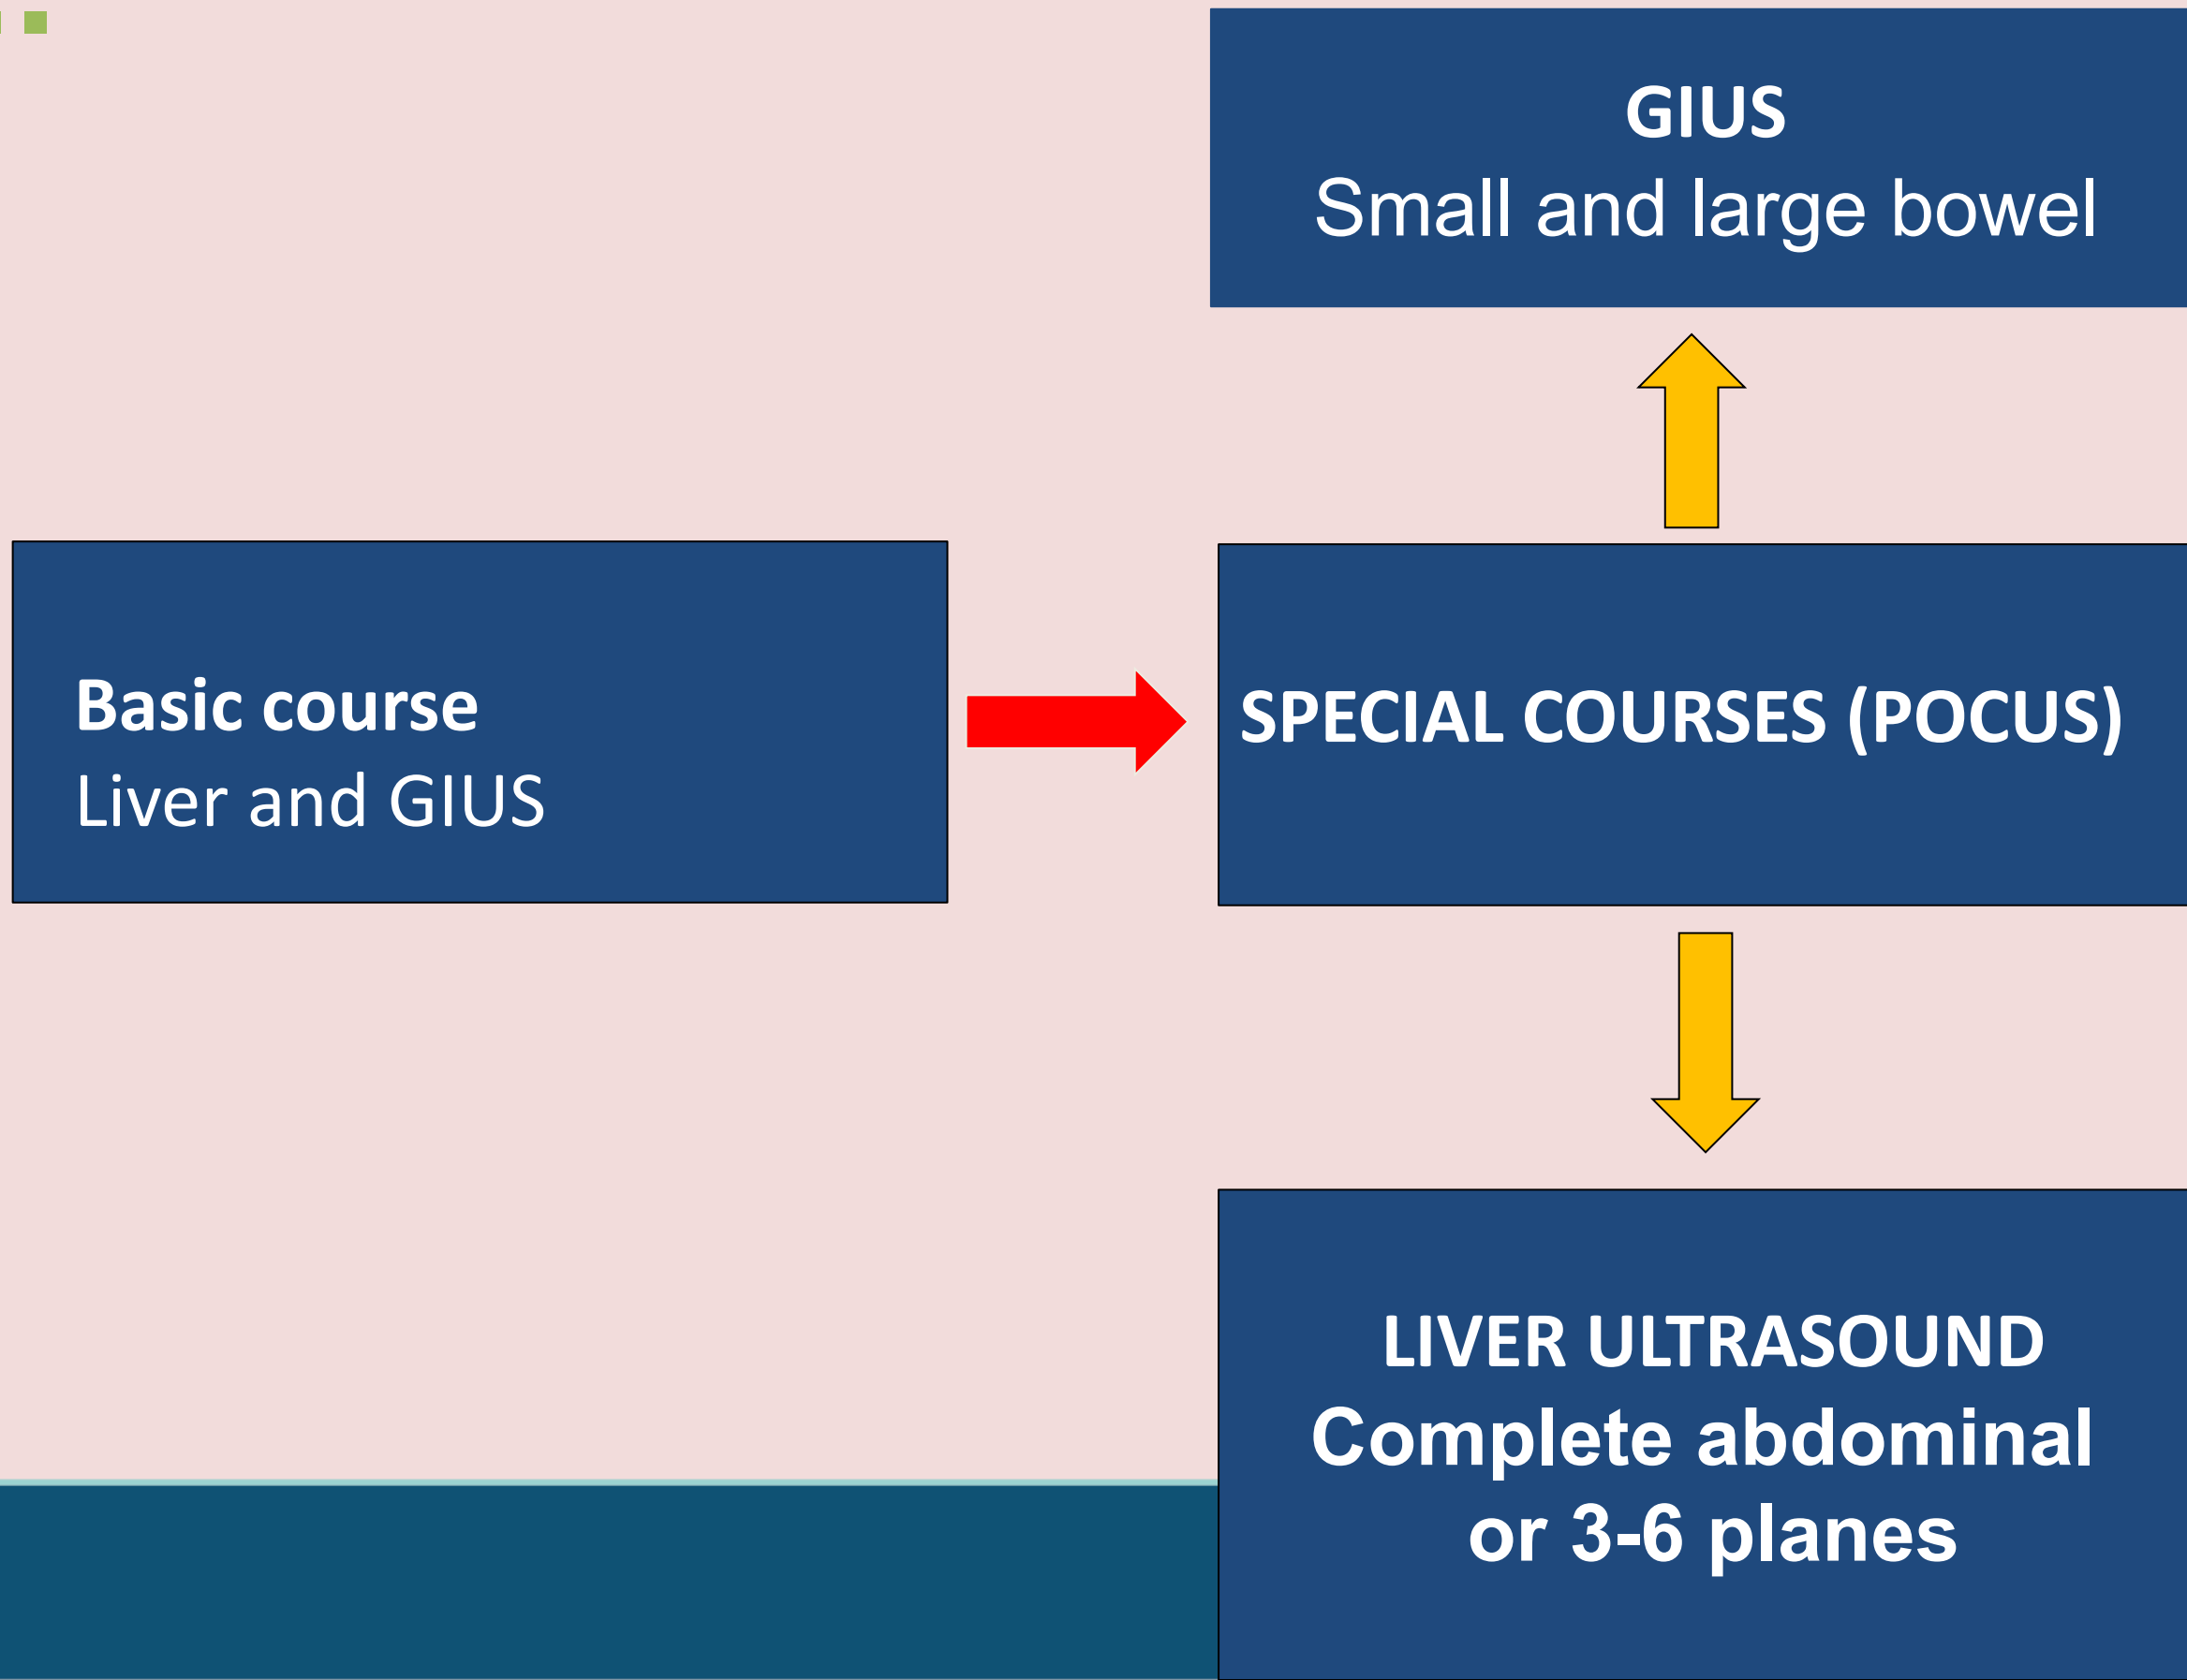 GIUS
Small and large bowel
Basic course
Liver and GIUS
SPECIAL COURSES (POCUS)
LIVER ULTRASOUND
Complete abdominal
or 3-6 planes